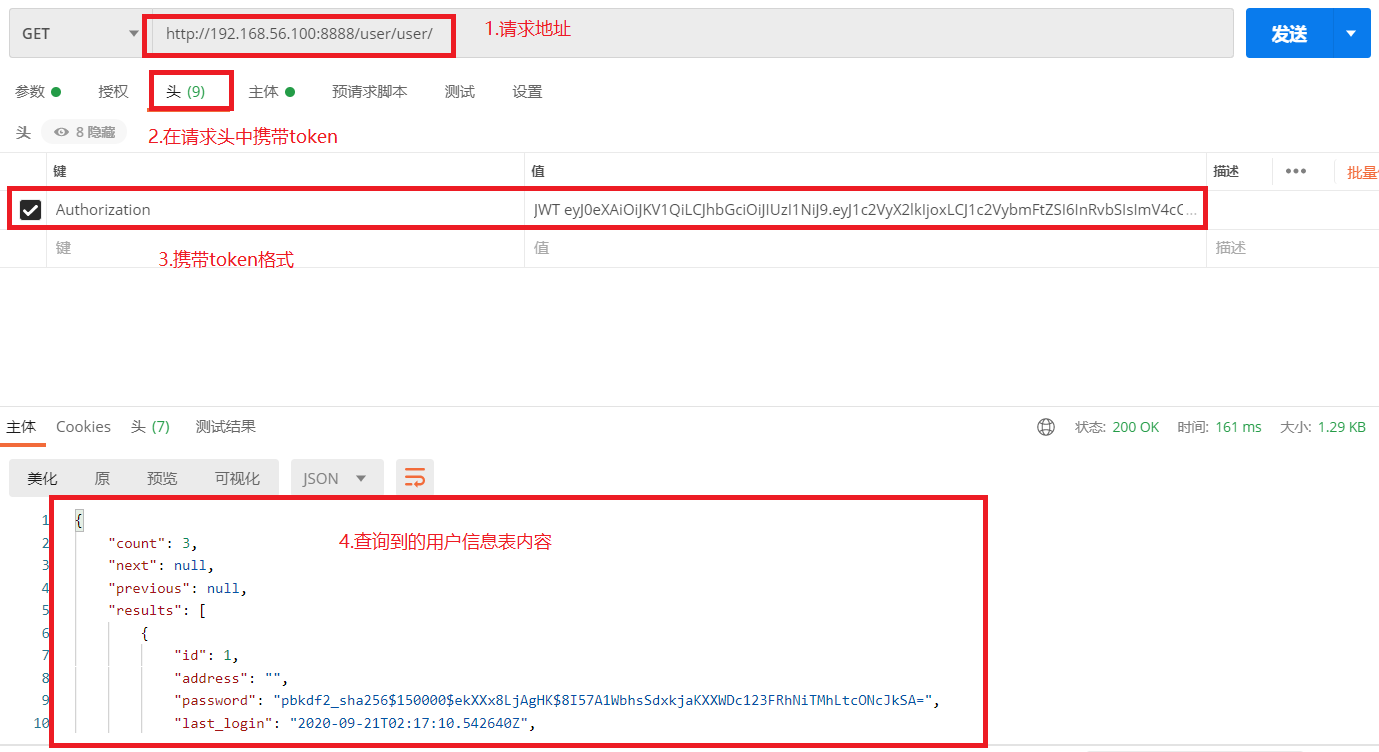 GET http://192.168.56.100:8888/user/user/ 1.请求地址 发送
参数 授权 头 (9) 主体 预请求脚本 测试 设置
头 8 隐藏 2.在请求头中携带token
键 值 描述 ••• 批量
Authorization JWT eyJ0eXAiOiJKV1QiLCJhbGciOiJIUzI1NiJ9.eyJ1c2VyX2lkIjoxLCJ1c2VybmFtZSI6InRvbSIsImV4cC...
键 值 描述
3.携带token格式
主体 Cookies 头 (7) 测试结果 状态: 200 OK 时间: 161 ms 大小: 1.29 KB
美化 原 预览 可视化 JSON
1 {
4.查询到的用户信息表内容
2 "count": 3,
3 "next": null,
4 "previous": null,
5 "results": [
6 {
7 "id": 1,
8 "address": "",
9 "password": "pbkdf2_sha256$150000$ekXXx8LjAgHK$8I57A1WbhsSdxkjaKXXWDc123FRhNiTMhLtcONcJkSA=",
10 "last_login": "2020-09-21T02:17:10.542640Z",